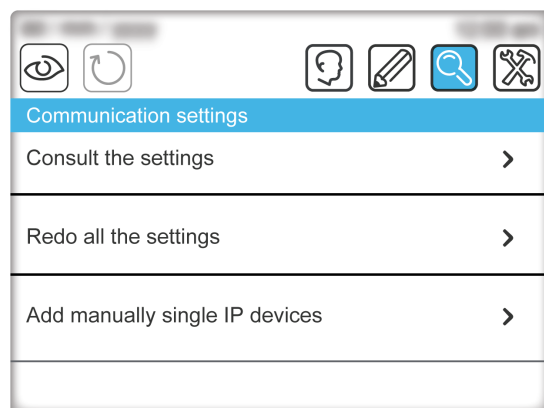 Communication settings
Consult the settings
Redo all the settings
Add manually single IP devices